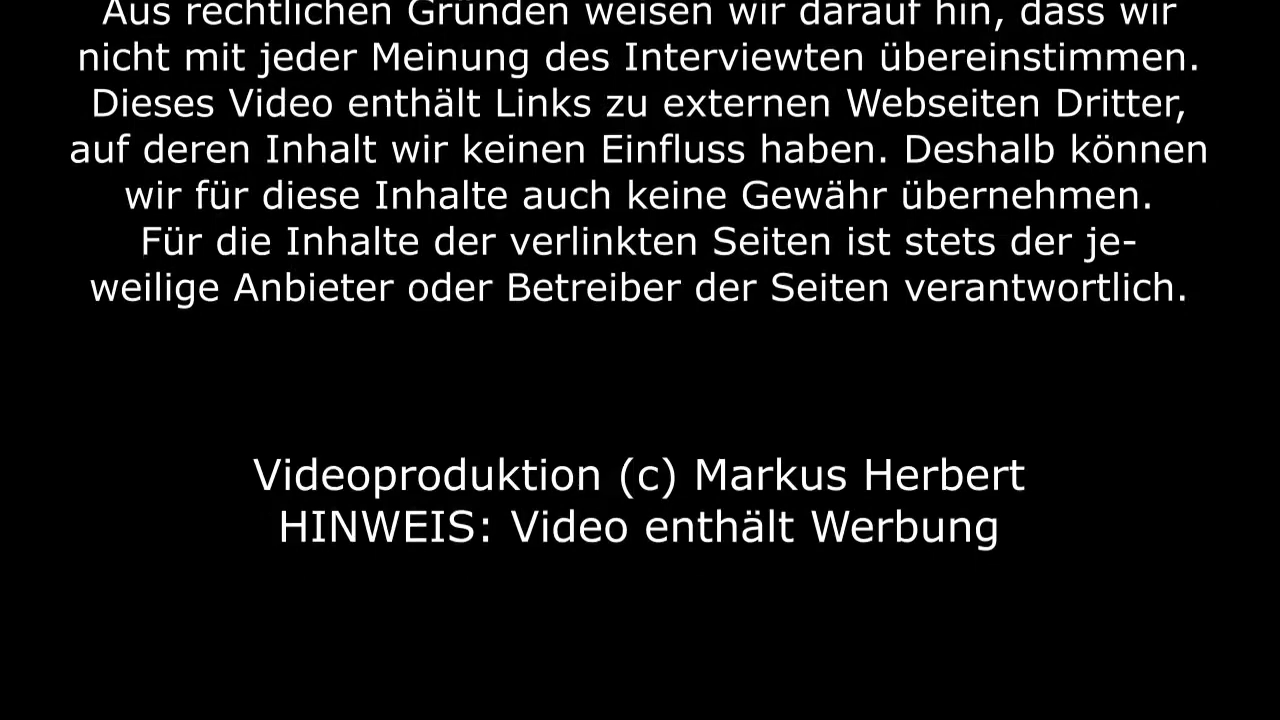 Aus rechtlichen Gründen weisen wir darauf hin, dass wir
nicht mit jeder Meinung des Interviewten übereinstimmen.
Dieses Video enthält Links zu externen Webseiten Dritter,
auf deren Inhalt wir keinen Einfluss haben. Deshalb können
wir für diese Inhalte auch keine Gewähr übernehmen.
Für die Inhalte der verlinkten Seiten ist stets der je-
weilige Anbieter oder Betreiber der Seiten verantwortlich.
Videoproduktion (c) Markus Herbert
HINWEIS: Video enthält Werbung